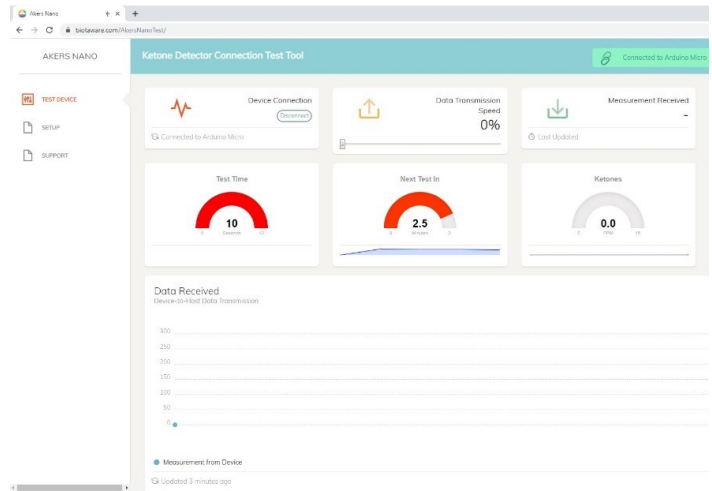 Akers Nano
biotaware.com/AkersNanoTest/
AKERS NANO
Ketone Detector Connection Test Tool
Connected to Arduino Micro
TEST DEVICE
SETUP
SUPPORT
Device Connection
Disconnect
Connected to Arduino Micro
Data Transmission
Speed
0%
Measurement Received
-
Last Updated
Test Time
10
0 Seconds 10
Next Test In
2.5
0 Minutes 3
Ketones
0.0
0 PPM 15
Data Received
Device-to-Host Data Transmission
300
250
200
150
100
50
0
Measurement from Device
Updated 3 minutes ago